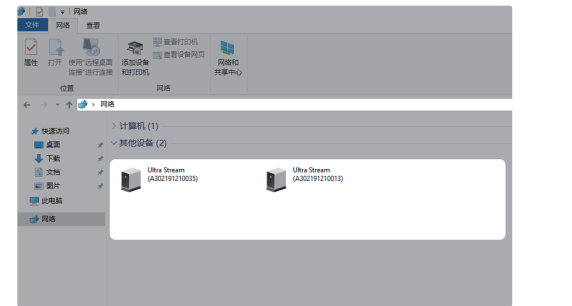 网络
文件 网络 查看
属性 打开 使用"远程桌面连接"进行连接
添加设备和打印机
查看打印机
查看设备网页
网络和共享中心
位置 网络
网络
快速访问
桌面
下载
文档
图片
此电脑
网络
计算机 (1)
其他设备 (2)
Ultra Stream
(A302191210035)
Ultra Stream
(A302191210013)